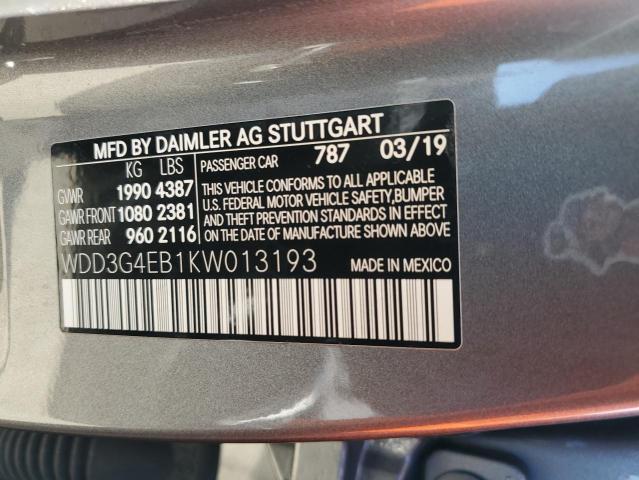 MFD BY DAIMLER AG STUTTGART
KG LBS
GVWR 1990 4387
GAWR FRONT 1080 2381
GAWR REAR 960 2116
PASSENGER CAR 787 03/19
THIS VEHICLE CONFORMS TO ALL APPLICABLE
U.S. FEDERAL MOTOR VEHICLE SAFETY, BUMPER
AND THEFT PREVENTION STANDARDS IN EFFECT
ON THE DATE OF MANUFACTURE SHOWN ABOVE.
WDD3G4EB1KW013193
MADE IN MEXICO